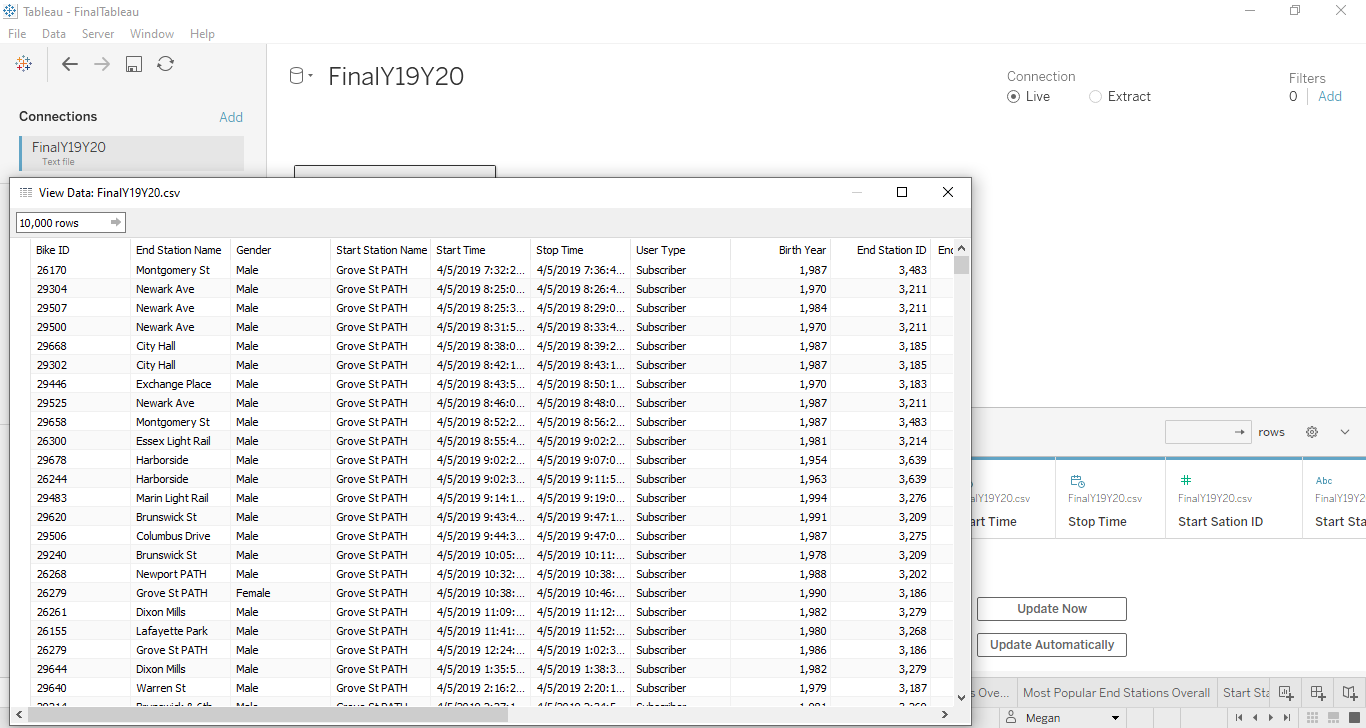 Tableau - FinalTableau
File Data Server Window Help
FinalY19Y20
Connection
Live Extract
Filters
0 Add
Connections Add
FinalY19Y20
Text file
View Data: FinalY19Y20.csv
10,000 rows
Bike ID End Station Name Gender Start Station Name Start Time Stop Time User Type Birth Year End Station ID
26170 Montgomery St Male Grove St PATH 4/5/2019 7:32:2... 4/5/2019 7:36:4... Subscriber 1,987 3,483
29304 Newark Ave Male Grove St PATH 4/5/2019 8:25:0... 4/5/2019 8:26:4... Subscriber 1,970 3,211
29507 Newark Ave Male Grove St PATH 4/5/2019 8:25:3... 4/5/2019 8:29:0... Subscriber 1,984 3,211
29500 Newark Ave Male Grove St PATH 4/5/2019 8:31:5... 4/5/2019 8:33:4... Subscriber 1,970 3,211
29668 City Hall Male Grove St PATH 4/5/2019 8:38:0... 4/5/2019 8:39:2... Subscriber 1,987 3,185
29302 City Hall Male Grove St PATH 4/5/2019 8:42:1... 4/5/2019 8:43:1... Subscriber 1,987 3,185
29446 Exchange Place Male Grove St PATH 4/5/2019 8:43:5... 4/5/2019 8:50:1... Subscriber 1,970 3,183
29525 Newark Ave Male Grove St PATH 4/5/2019 8:46:0... 4/5/2019 8:48:0... Subscriber 1,987 3,211
29658 Montgomery St Male Grove St PATH 4/5/2019 8:52:2... 4/5/2019 8:56:2... Subscriber 1,987 3,483
26300 Essex Light Rail Male Grove St PATH 4/5/2019 8:55:4... 4/5/2019 9:02:2... Subscriber 1,981 3,214
29678 Harborside Male Grove St PATH 4/5/2019 9:02:2... 4/5/2019 9:07:0... Subscriber 1,954 3,639
26244 Harborside Male Grove St PATH 4/5/2019 9:02:3... 4/5/2019 9:11:5... Subscriber 1,963 3,639
29483 Marin Light Rail Male Grove St PATH 4/5/2019 9:14:1... 4/5/2019 9:19:0... Subscriber 1,994 3,276
29620 Brunswick St Male Grove St PATH 4/5/2019 9:43:4... 4/5/2019 9:47:1... Subscriber 1,991 3,209
29506 Columbus Drive Male Grove St PATH 4/5/2019 9:44:3... 4/5/2019 9:47:0... Subscriber 1,987 3,275
29240 Brunswick St Male Grove St PATH 4/5/2019 10:05:... 4/5/2019 10:11:... Subscriber 1,978 3,209
26268 Newport PATH Male Grove St PATH 4/5/2019 10:32:... 4/5/2019 10:38:... Subscriber 1,988 3,202
26279 Grove St PATH Female Grove St PATH 4/5/2019 10:38:... 4/5/2019 10:46:... Subscriber 1,990 3,186
26261 Dixon Mills Male Grove St PATH 4/5/2019 11:09:... 4/5/2019 11:12:... Subscriber 1,982 3,279
26155 Lafayette Park Male Grove St PATH 4/5/2019 11:41:... 4/5/2019 11:52:... Subscriber 1,980 3,268
26279 Grove St PATH Male Grove St PATH 4/5/2019 12:24:... 4/5/2019 1:02:3... Subscriber 1,986 3,186
29644 Dixon Mills Male Grove St PATH 4/5/2019 1:35:5... 4/5/2019 1:38:3... Subscriber 1,982 3,279
29640 Warren St Male Grove St PATH 4/5/2019 2:16:2... 4/5/2019 2:20:1... Subscriber 1,979 3,187
rows
Abc
FinalY19Y20.csv FinalY19Y20.csv
Stop Time Start Sation ID Start Sta
Update Now
Update Automatically
s Ove... Most Popular End Stations Overall Start Sta
Megan